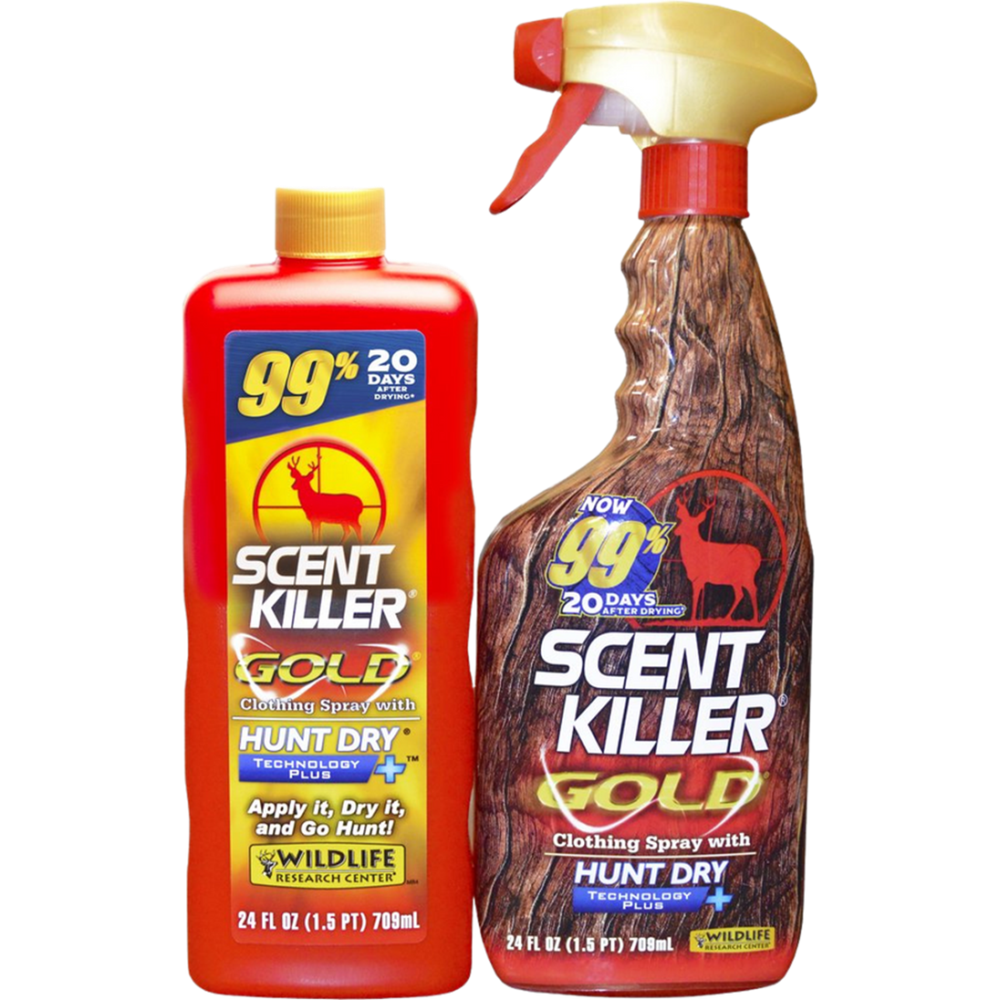 99% 20
DAYS
AFTER
DRYING*
SCENT
KILLER®
GOLD®
Clothing Spray with
HUNT DRY®
TECHNOLOGY
PLUS +™
Apply it, Dry it,
and Go Hunt!
WILDLIFE
RESEARCH CENTER®
24 FL OZ (1.5 PT) 709mL
NOW
99%
20 DAYS
AFTER DRYING*
SCENT
KILLER®
GOLD®
Clothing Spray with
HUNT DRY
TECHNOLOGY
PLUS +
24 FL OZ (1.5 PT) 709mL
WILDLIFE
RESEARCH CENTER®